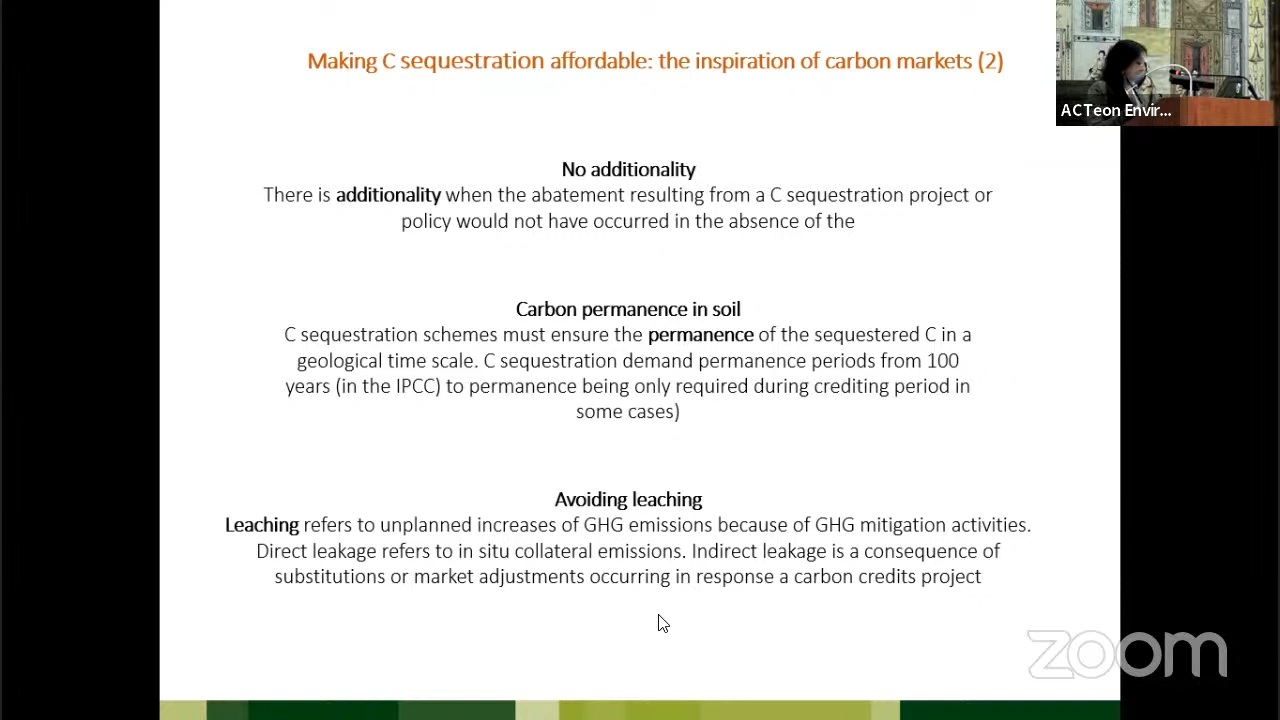 Making C sequestration affordable: the inspiration of carbon markets (2)
ACTeon Envir...
No additionality
There is additionality when the abatement resulting from a C sequestration project or
policy would not have occurred in the absence of the
Carbon permanence in soil
C sequestration schemes must ensure the permanence of the sequestered C in a
geological time scale. C sequestration demand permanence periods from 100
years (in the IPCC) to permanence being only required during crediting period in
some cases)
Avoiding leaching
Leaching refers to unplanned increases of GHG emissions because of GHG mitigation activities.
Direct leakage refers to in situ collateral emissions. Indirect leakage is a consequence of
substitutions or market adjustments occurring in response a carbon credits project
zoom